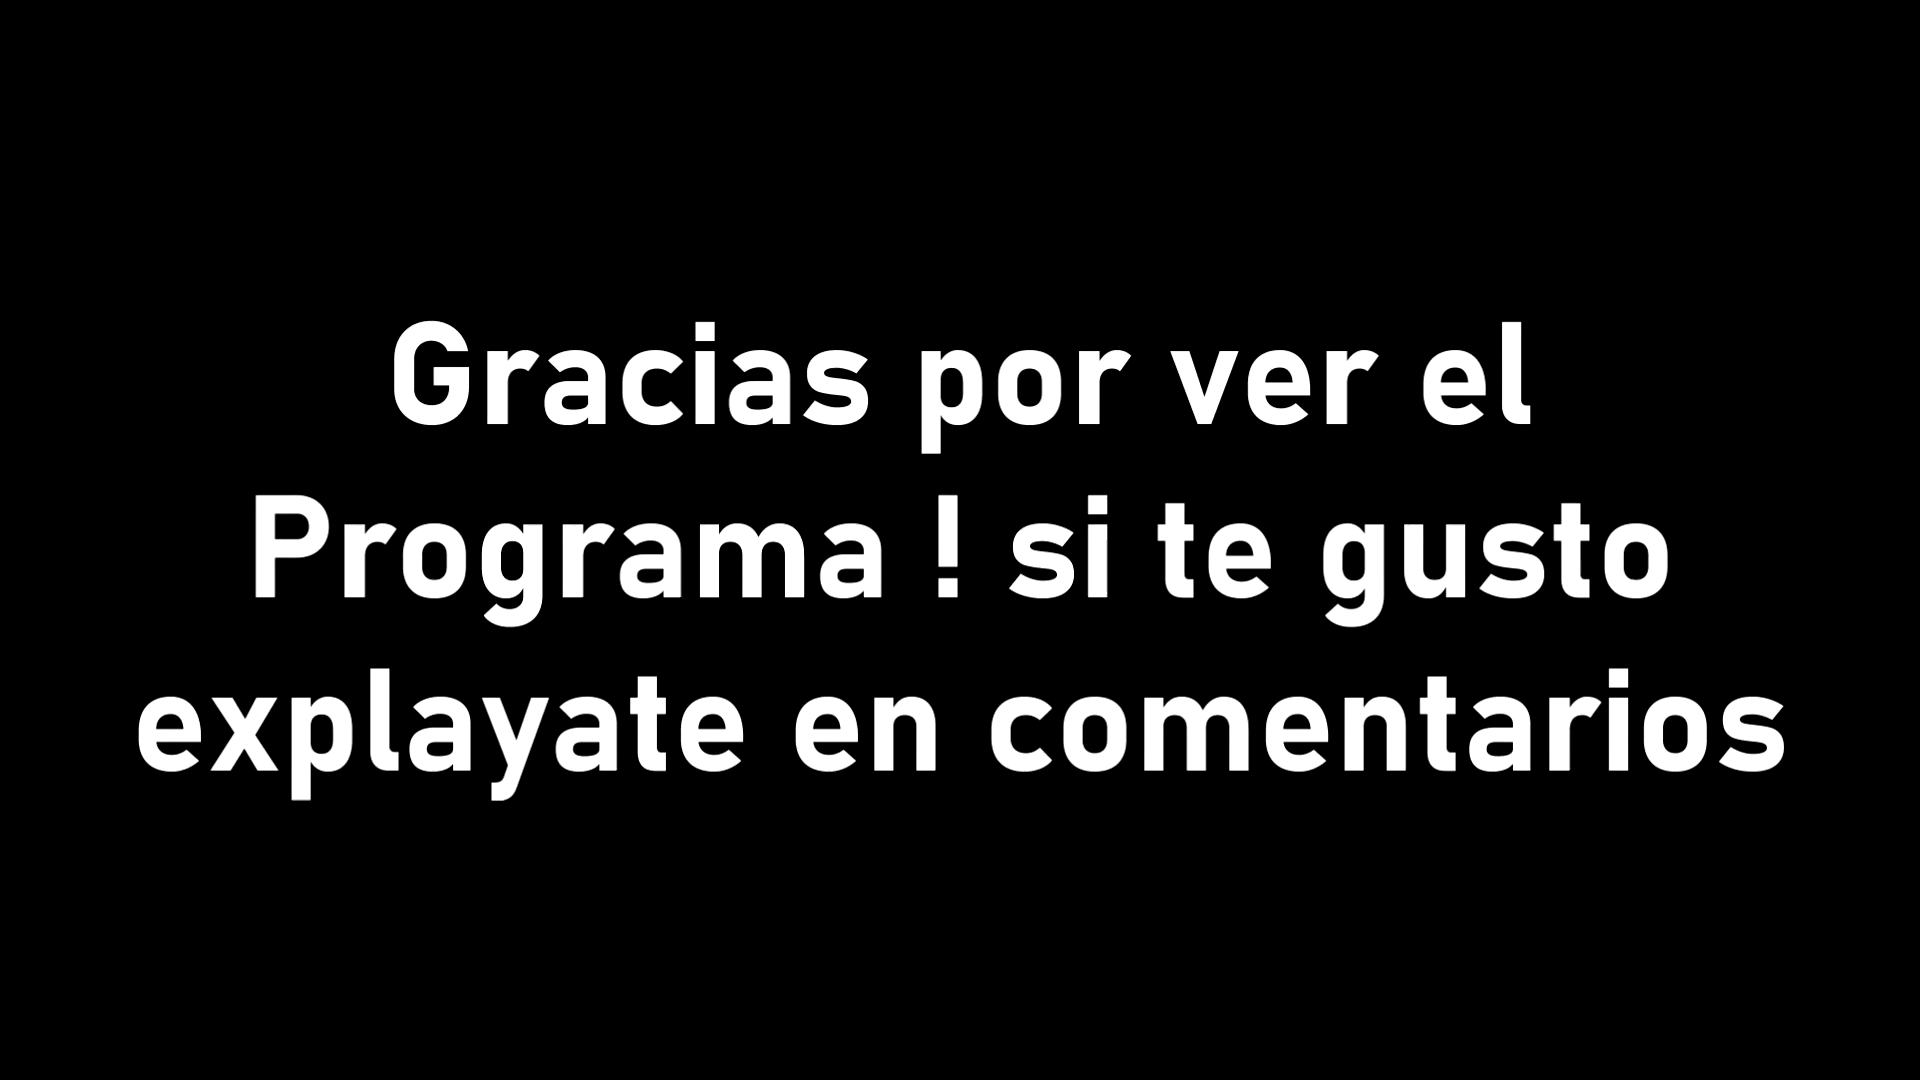 Gracias por ver el
Programa ! si te gusto
explayate en comentarios